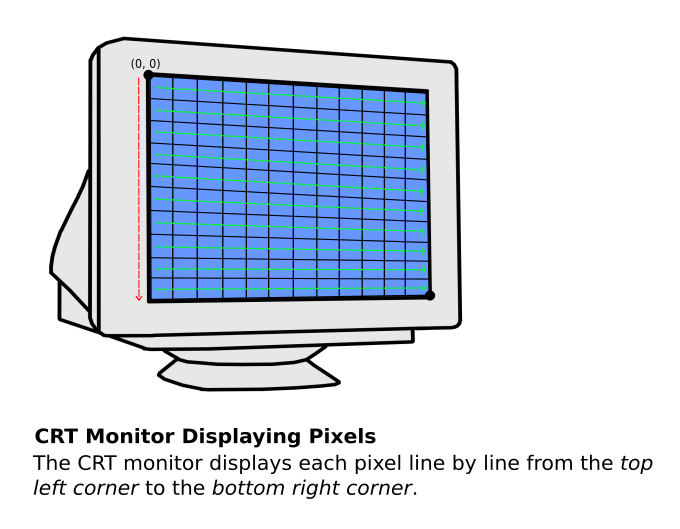 (0, 0)
CRT Monitor Displaying Pixels
The CRT monitor displays each pixel line by line from the top
left corner to the bottom right corner.